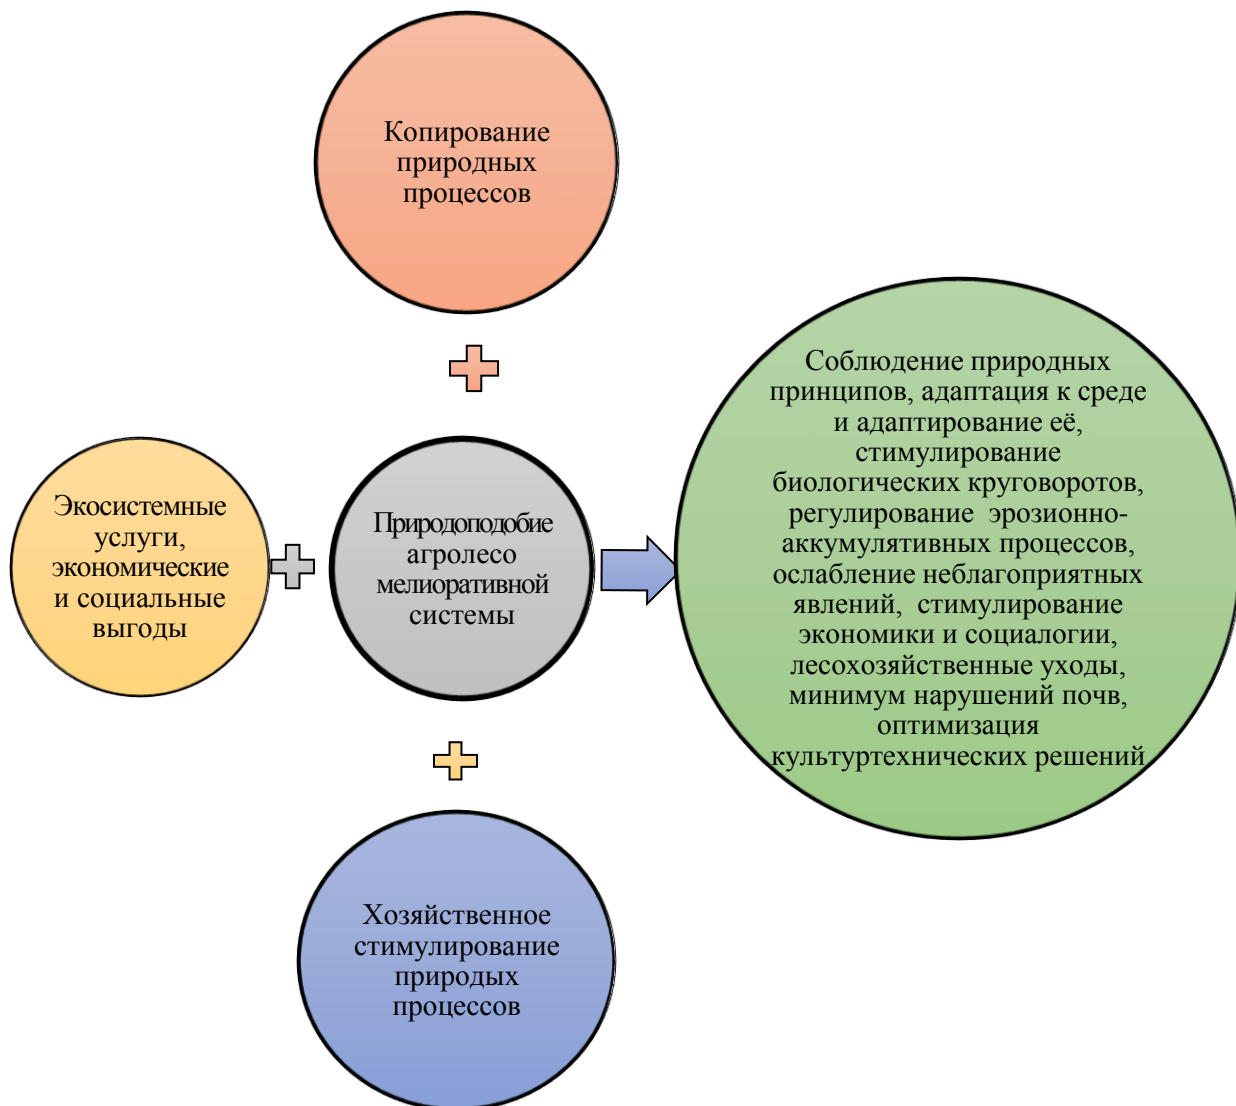 Копирование
природных
процессов
Экосистемные
услуги,
экономические
и социальные
выгоды
Природоподобие
агролесо
мелиоративной
системы
Соблюдение природных
принципов, адаптация к среде
и адаптирование её,
стимулирование
биологических круговоротов,
регулирование эрозионно-
аккумулятивных процессов,
ослабление неблагоприятных
явлений, стимулирование
экономики и социалогии,
лесохозяйственные уходы,
минимум нарушений почв,
оптимизация
культуртехнических решений
Хозяйственное
стимулирование
природых
процессов